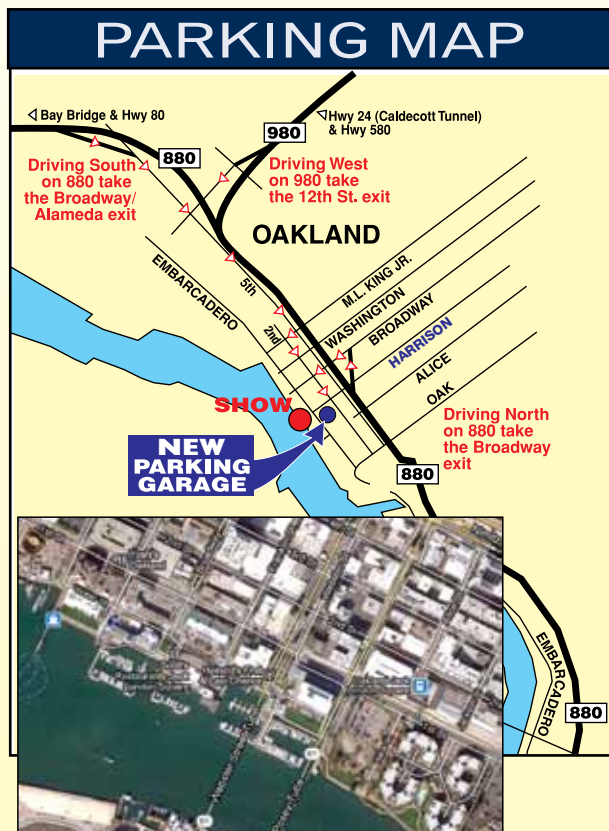 PARKING MAP
Bay Bridge & Hwy 80
Hwy 24 (Caldecott Tunnel)
& Hwy 580
980
880
Driving South
on 880 take
the Broadway/
Alameda exit
Driving West
on 980 take
the 12th St. exit
OAKLAND
EMBARCADERO
5th
2nd
M.L. KING JR.
WASHINGTON
BROADWAY
HARRISON
ALICE
OAK
SHOW
NEW
PARKING
GARAGE
Driving North
on 880 take
the Broadway
exit
880
EMBARCADERO
880